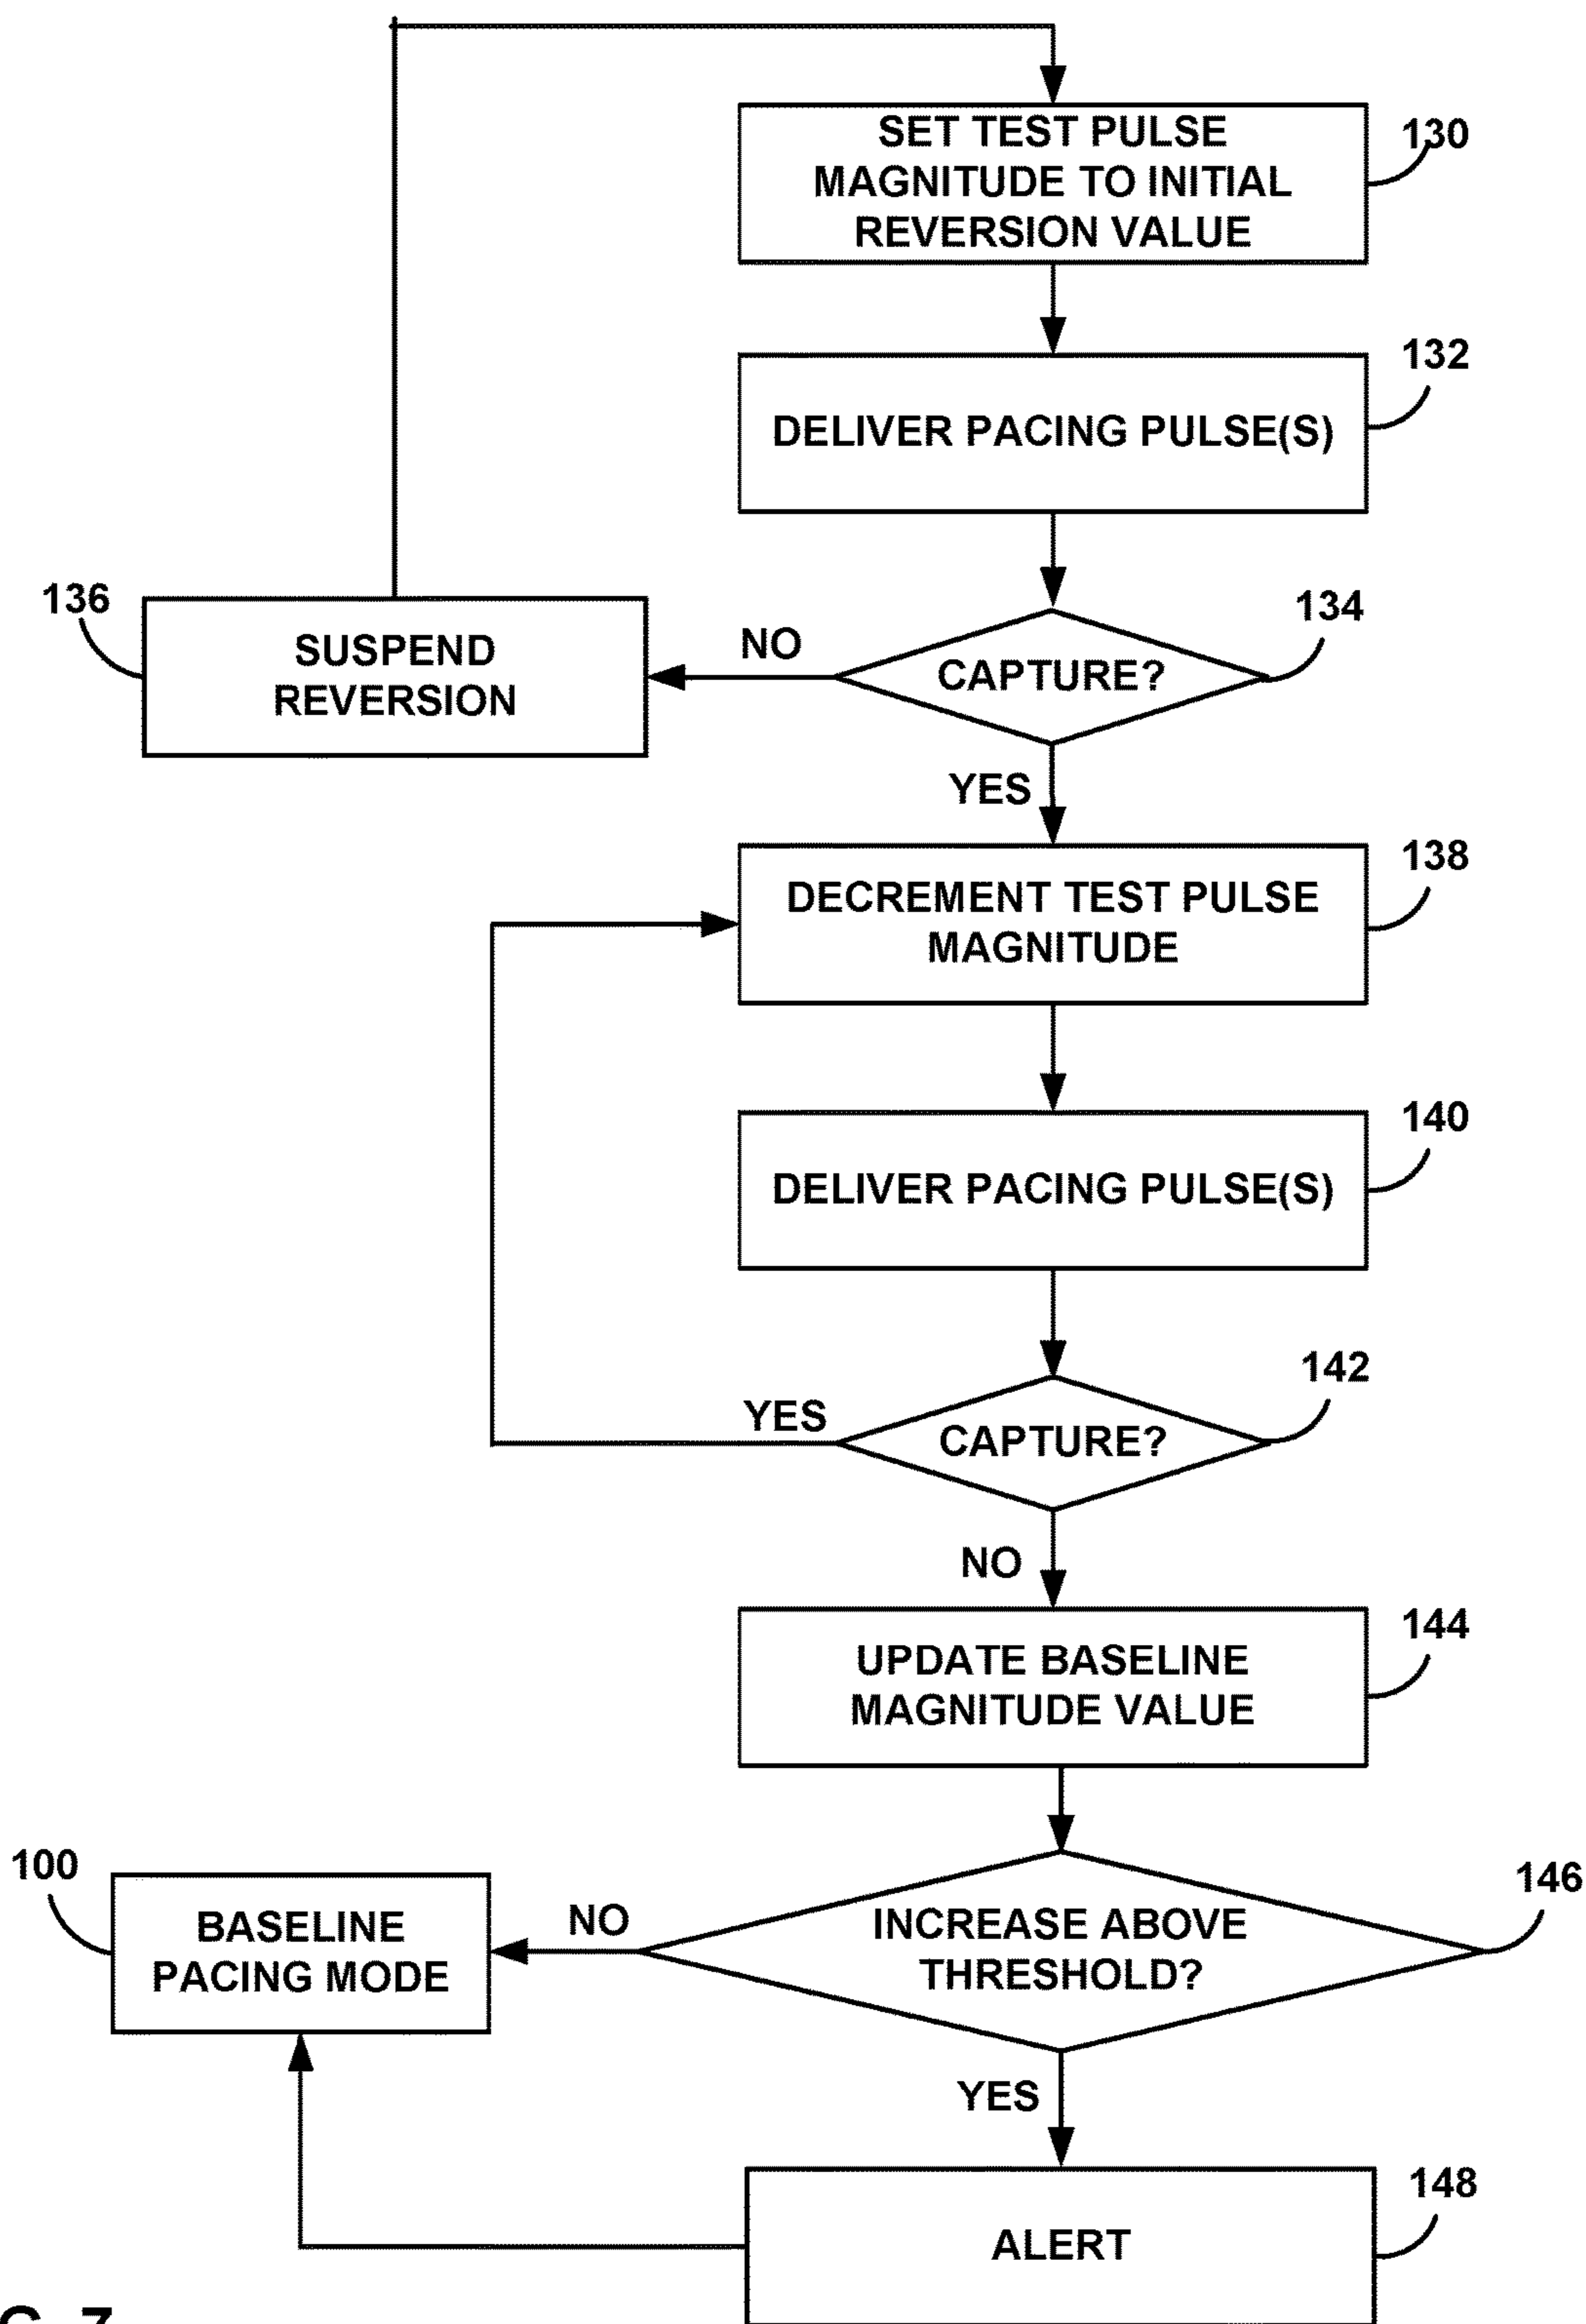 SET TEST PULSE
MAGNITUDE TO INITIAL
REVERSION VALUE
130
DELIVER PACING PULSE(S)
132
CAPTURE?
134
NO
136
SUSPEND
REVERSION
YES
DECREMENT TEST PULSE
MAGNITUDE
138
DELIVER PACING PULSE(S)
140
CAPTURE?
142
YES
NO
UPDATE BASELINE
MAGNITUDE VALUE
144
INCREASE ABOVE
THRESHOLD?
146
NO
100
BASELINE
PACING MODE
YES
ALERT
148